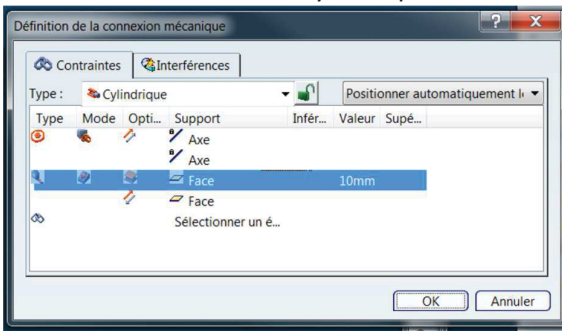 Définition de la connexion mécanique
Contraintes Interférences
Type : Cylindrique Positionner automatiquement l
Type Mode Opti... Support Infér... Valeur Supé...
Axe
Axe
Face 10mm
Face
Sélectionner un é...
OK Annuler